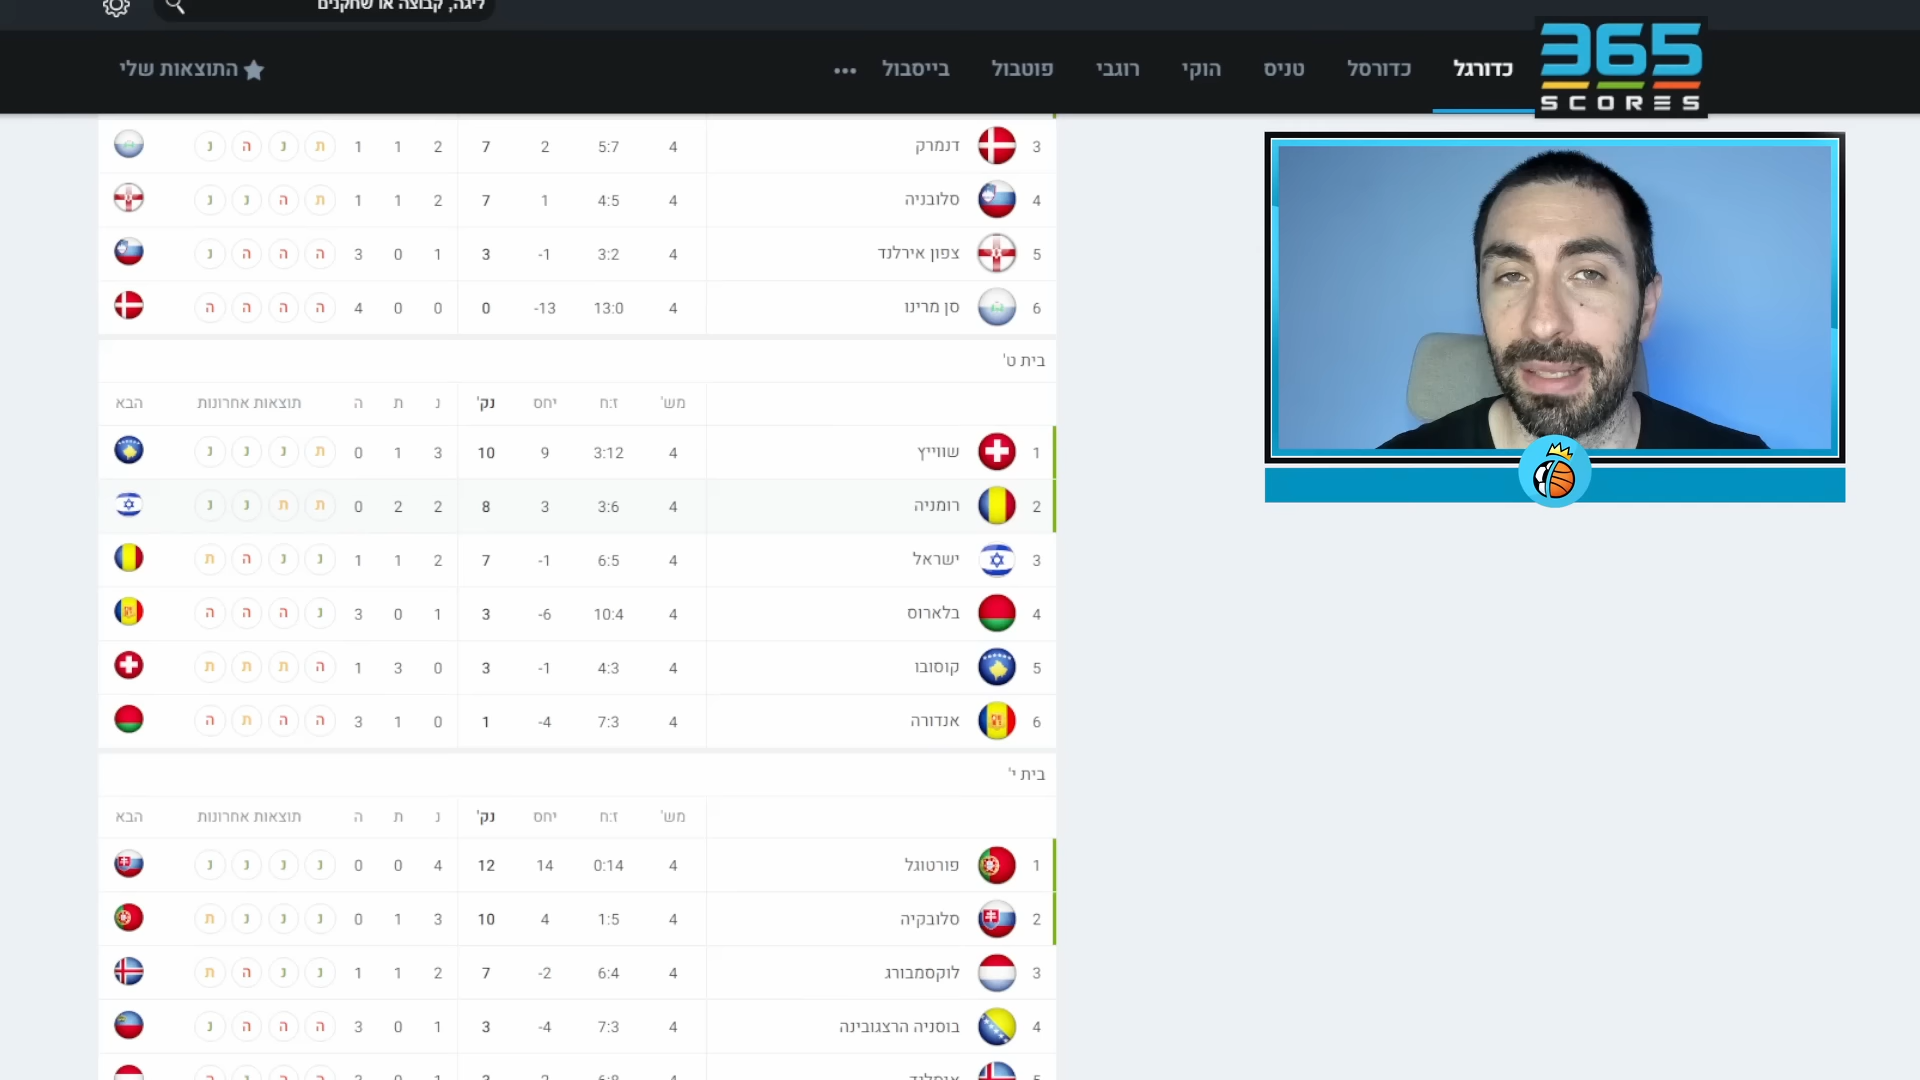 ליגה, קבוצה או שחקנים
365
SCORES
כדורגל כדורסל טניס הוקי רוגבי פוטבול בייסבול ••• התוצאות שלי
3 דנמרק 4 5:7 2 7 2 1 1 ת נ ה נ
4 סלובניה 4 4:5 1 7 2 1 1 ת ה נ נ
5 צפון אירלנד 4 3:2 -1 3 1 0 3 ה ה ה נ
6 סן מרינו 4 13:0 -13 0 0 0 4 ה ה ה ה
בית ט'
מש' ז:ח יחס נק' נ ת ה תוצאות אחרונות הבא
1 שווייץ 4 3:12 9 10 3 1 0 ת נ נ נ
2 רומניה 4 3:6 3 8 2 2 0 ת ת נ נ
3 ישראל 4 6:5 -1 7 2 1 1 נ נ ה ת
4 בלארוס 4 10:4 -6 3 1 0 3 נ ה ה ה
5 קוסובו 4 4:3 -1 3 0 3 1 ה ת ת ת
6 אנדורה 4 7:3 -4 1 0 1 3 ה ה ת ה
בית י'
מש' ז:ח יחס נק' נ ת ה תוצאות אחרונות הבא
1 פורטוגל 4 0:14 14 12 4 0 0 נ נ נ נ
2 סלובקיה 4 1:5 4 10 3 1 0 נ נ נ ת
3 לוקסמבורג 4 6:4 -2 7 2 1 1 נ נ ה ת
4 בוסניה הרצגובינה 4 7:3 -4 3 1 0 3 ה ה ה נ